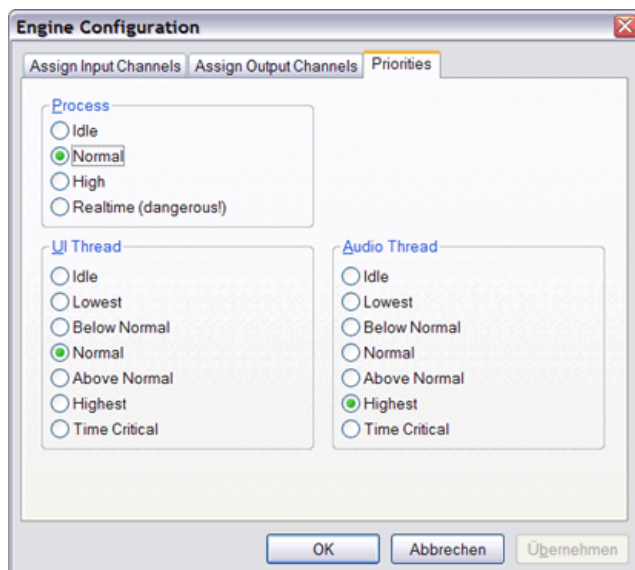 Engine Configuration
Assign Input Channels Assign Output Channels Priorities
Process
Idle
Normal
High
Realtime (dangerous!)
UI Thread
Idle
Lowest
Below Normal
Normal
Above Normal
Highest
Time Critical
Audio Thread
Idle
Lowest
Below Normal
Normal
Above Normal
Highest
Time Critical
OK Abbrechen Übernehmen